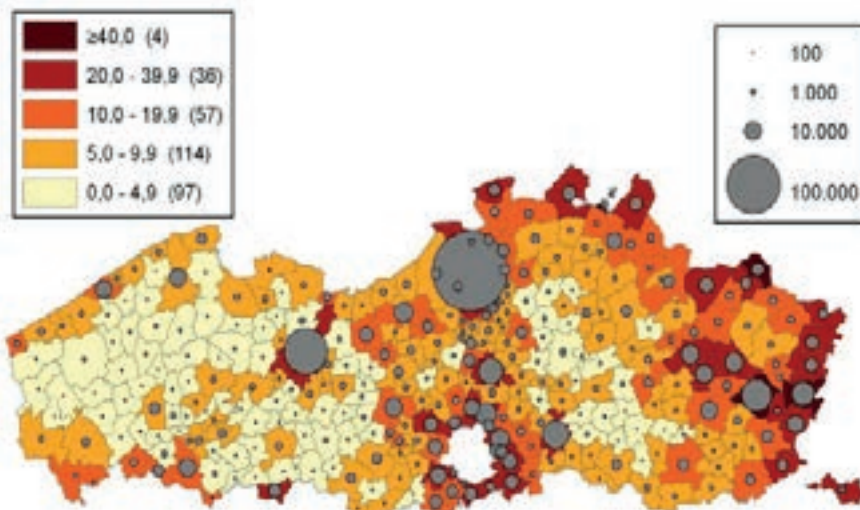 ≥40,0 (4)
20,0 - 39,9 (36)
10,0 - 19,9 (57)
5,0 - 9,9 (114)
0,0 - 4,9 (97)
100
1.000
10.000
100.000